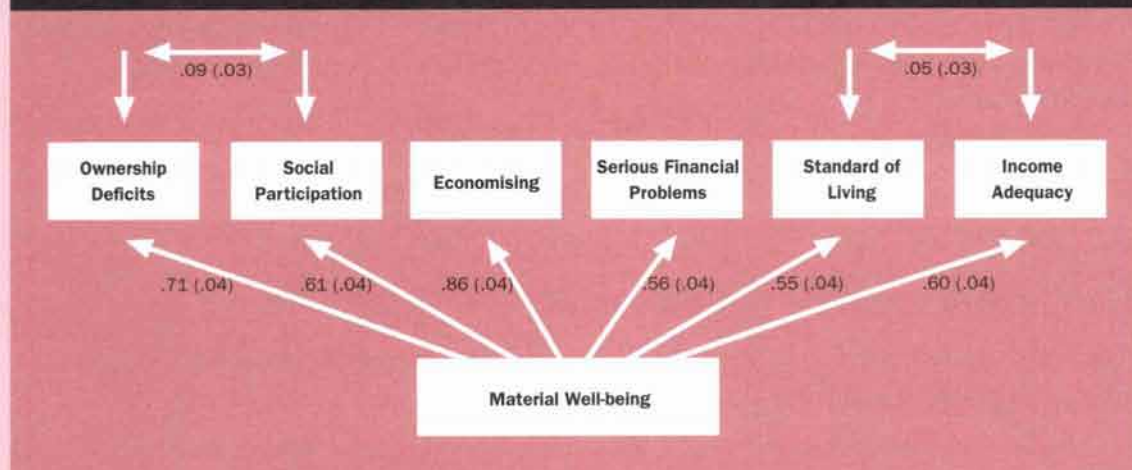 .09 (.03)
.05 (.03)
Ownership
Deficits
Social
Participation
Economising
Serious Financial
Problems
Standard of
Living
Income
Adequacy
.71 (.04)
.61 (.04)
.86 (.04)
.56 (.04)
.55 (.04)
.60 (.04)
Material Well-being